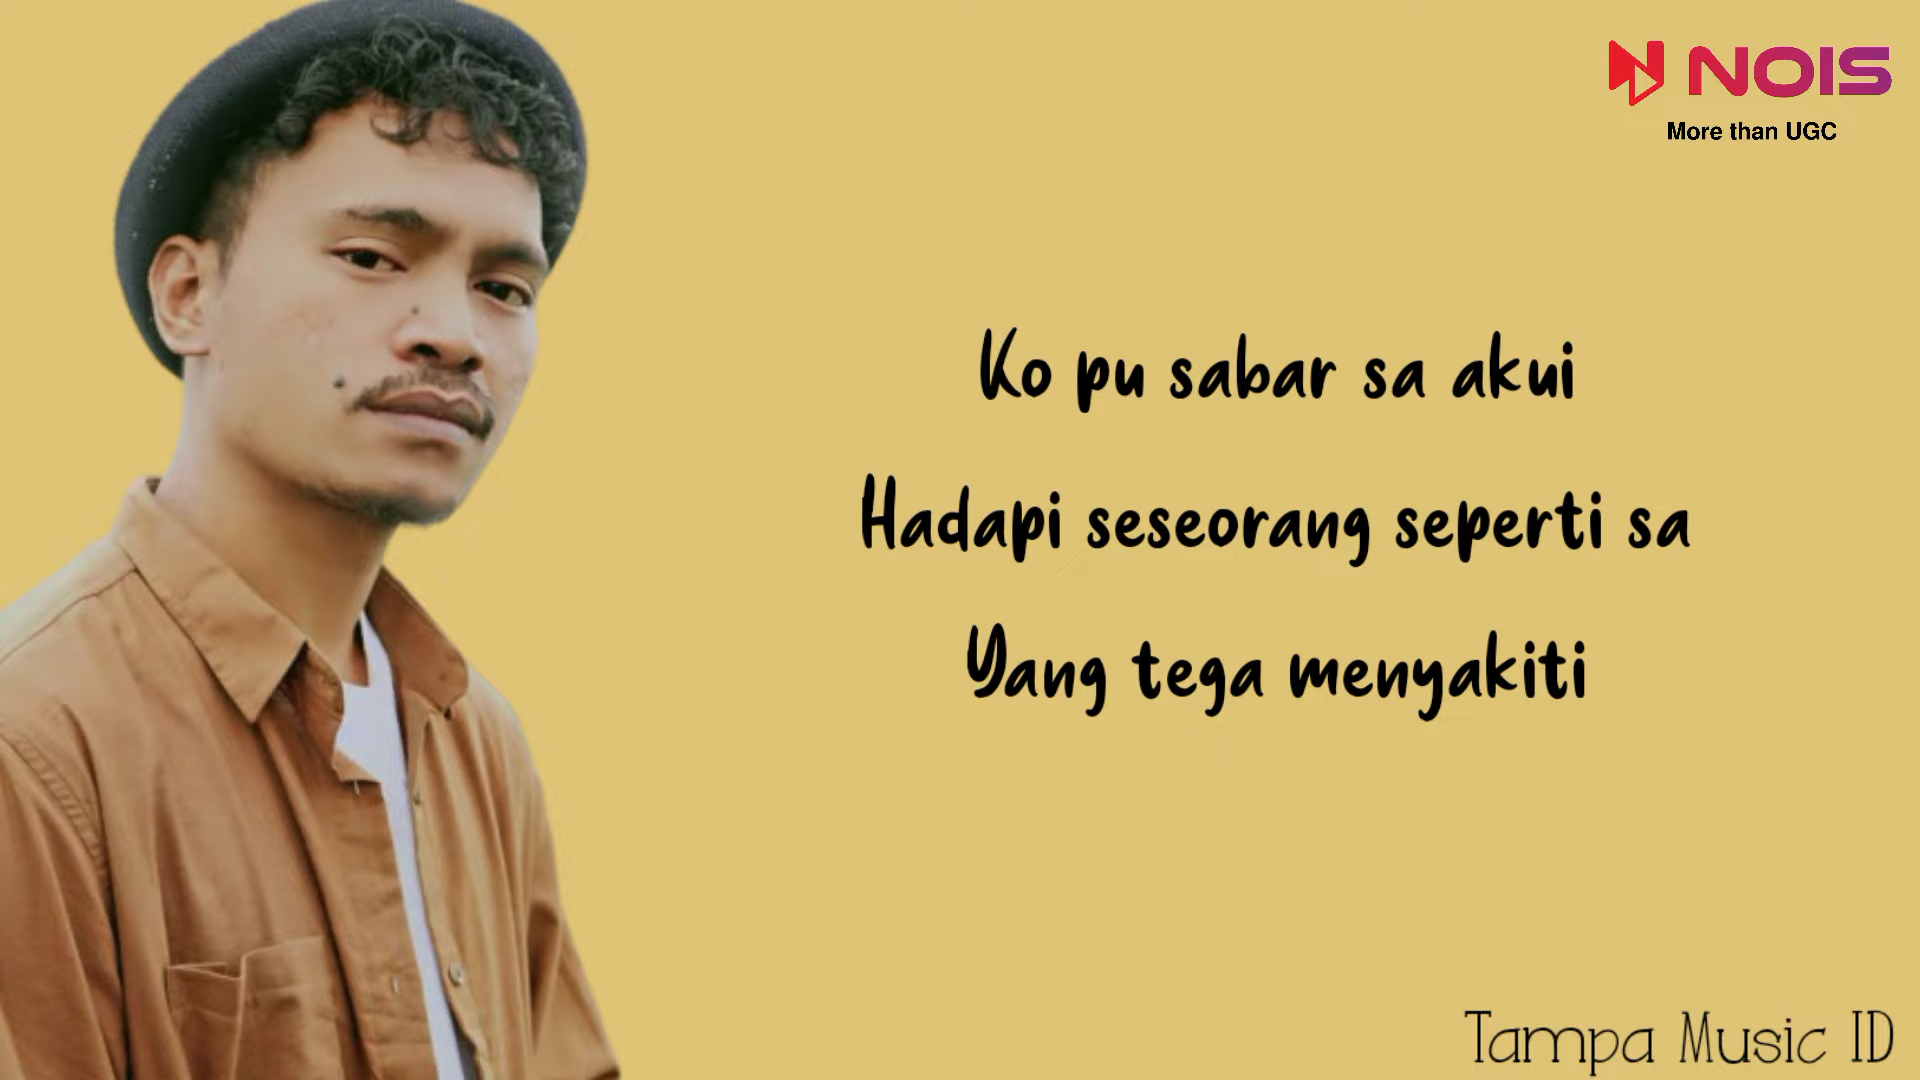 NOIS
More than UGC
Ko pu sabar sa akui
Hadapi seseorang seperti sa
Yang tega menyakiti
Tampa Music ID